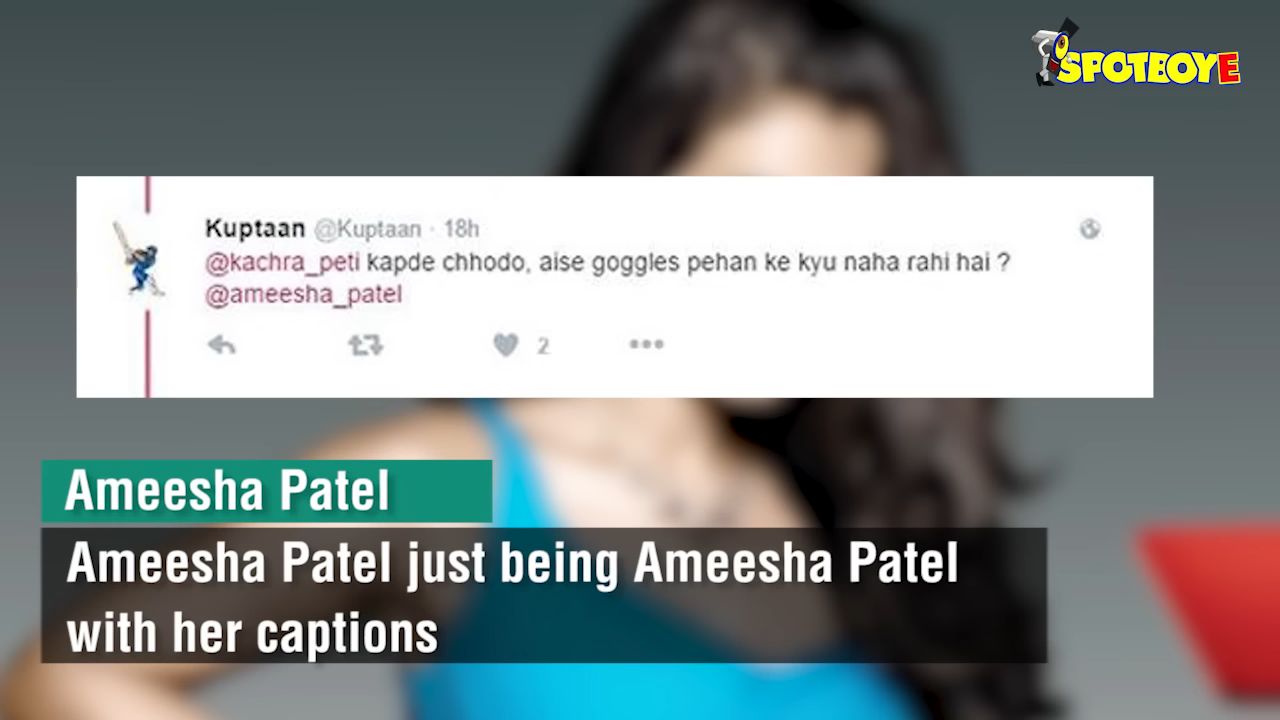 SPOTBOYE
Kuptaan @Kuptaan · 18h
@kachra_peti kapde chhodo, aise goggles pehan ke kyu naha rahi hai ?
@ameesha_patel
2
Ameesha Patel
Ameesha Patel just being Ameesha Patel
with her captions